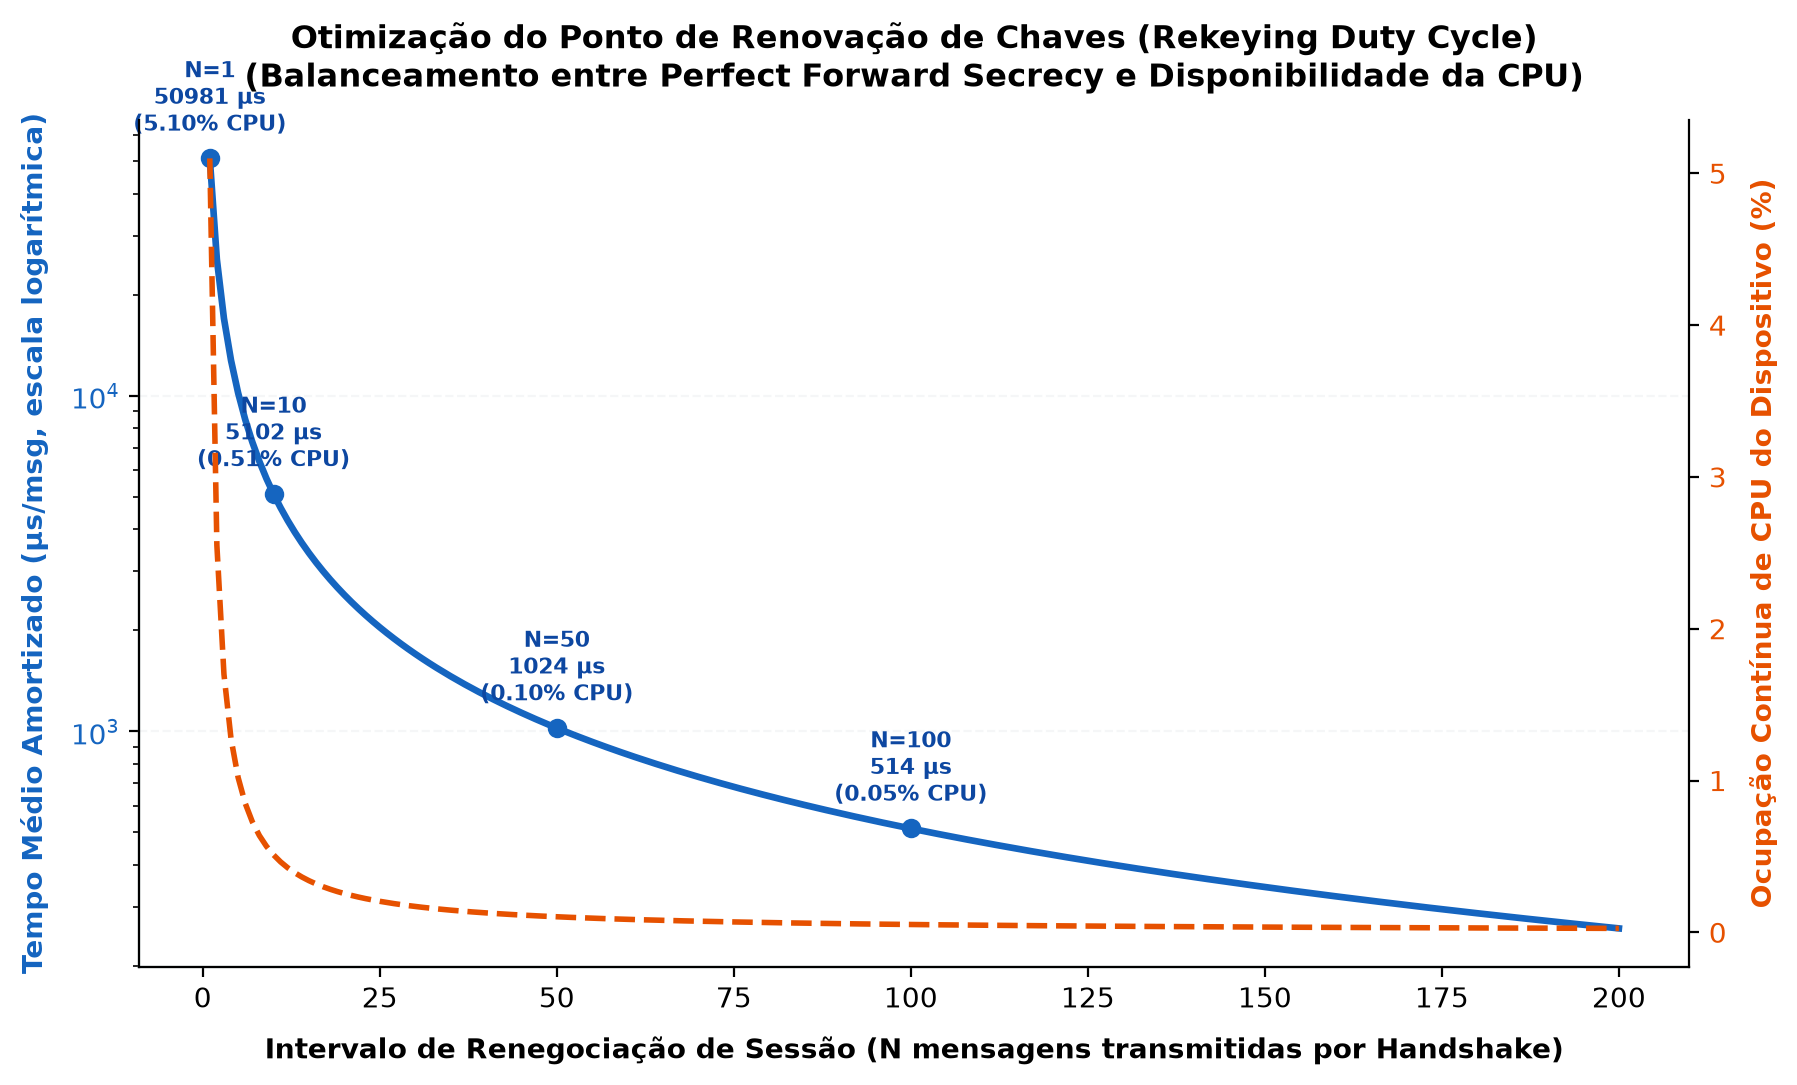 Otimização do Ponto de Renovação de Chaves (Rekeying Duty Cycle)
(Balanceamento entre Perfect Forward Secrecy e Disponibilidade da CPU)
N=1
50981 µs
(5.10% CPU)
N=10
5102 µs
(0.51% CPU)
N=50
1024 µs
(0.10% CPU)
N=100
514 µs
(0.05% CPU)
Tempo Médio Amortizado (µs/msg, escala logarítmica)
10⁴
10³
Ocupação Contínua de CPU do Dispositivo (%)
5
4
3
2
1
0
0 25 50 75 100 125 150 175 200
Intervalo de Renegociação de Sessão (N mensagens transmitidas por Handshake)